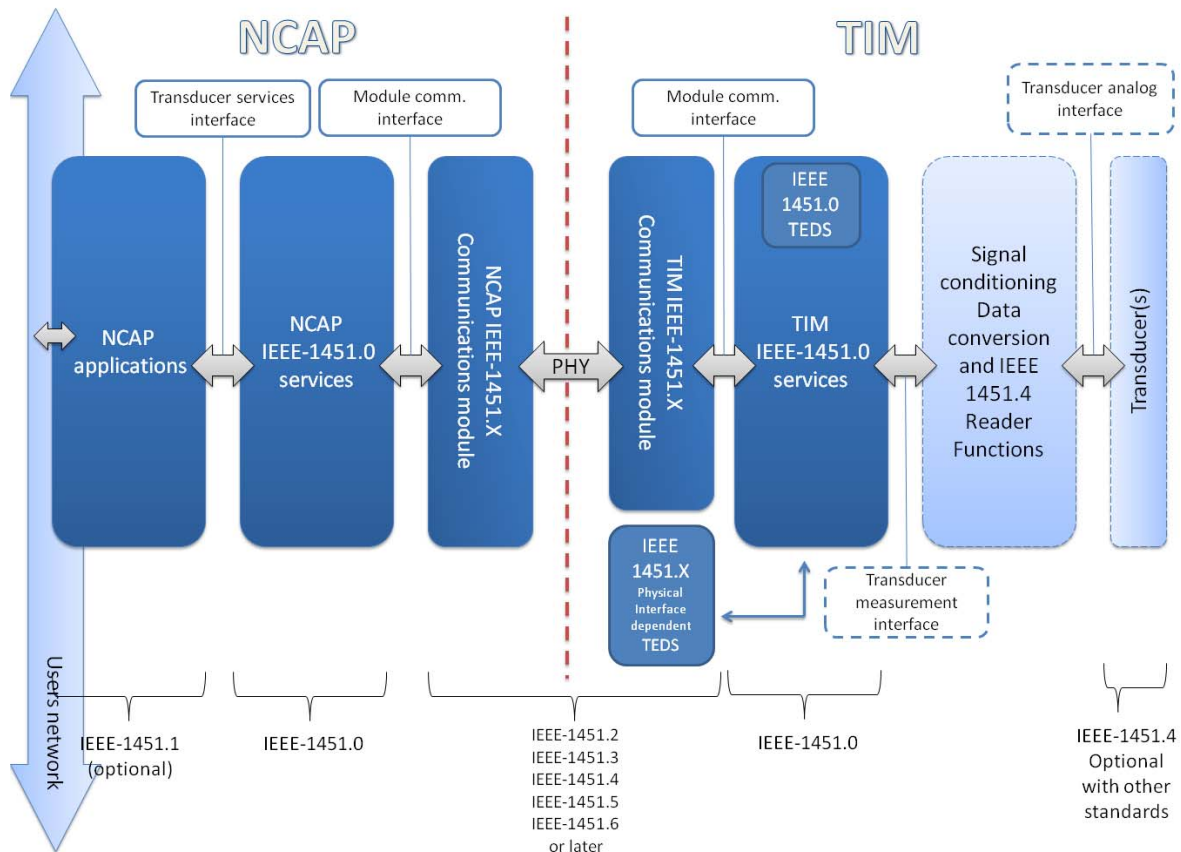 NCAP
TIM
Transducer services
interface
Module comm.
interface
Module comm.
interface
Transducer analog
interface
NCAP
applications
NCAP
IEEE-1451.0
services
NCAP IEEE-1451.X
Communications module
PHY
TIM IEEE-1451.X
Communications module
IEEE
1451.0
TEDS
TIM
IEEE-1451.0
services
Signal
conditioning
Data
conversion
and IEEE
1451.4
Reader
Functions
Transducer(s)
IEEE
1451.X
Physical
Interface
dependent
TEDS
Transducer
measurement
interface
Users network
IEEE-1451.1
(optional)
IEEE-1451.0
IEEE-1451.2
IEEE-1451.3
IEEE-1451.4
IEEE-1451.5
IEEE-1451.6
or later
IEEE-1451.0
IEEE-1451.4
Optional
with other
standards